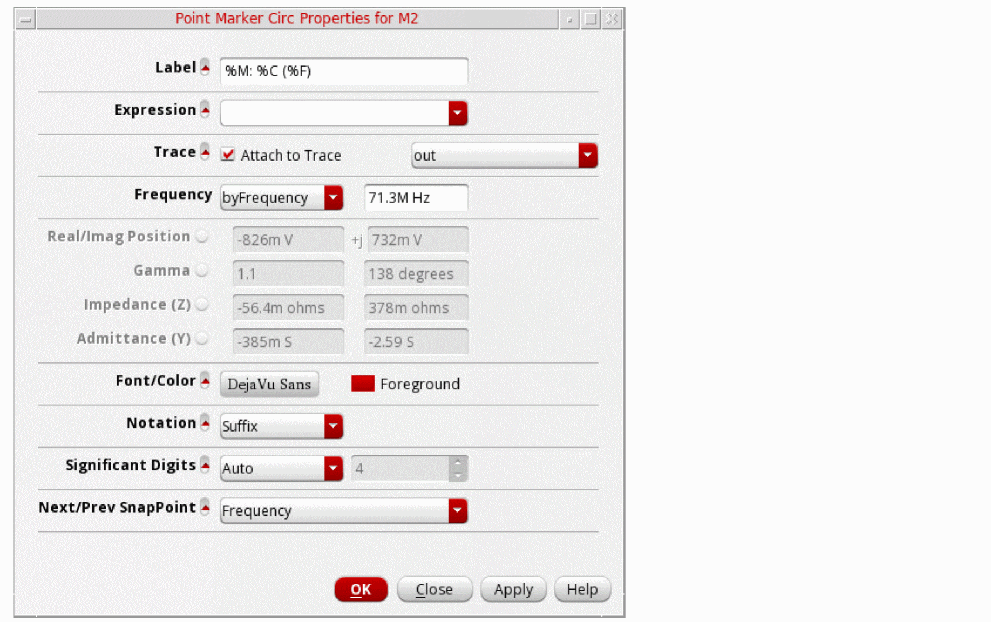 Point Marker Circ Properties for M2
Label %M: %C (%F)
Expression
Trace Attach to Trace out
Frequency byFrequency 71.3M Hz
Real/Imag Position -826m V +j 732m V
Gamma 1.1 138 degrees
Impedance (Z) -56.4m ohms 378m ohms
Admittance (Y) -385m S -2.59 S
Font/Color DejaVu Sans Foreground
Notation Suffix
Significant Digits Auto 4
Next/Prev SnapPoint Frequency
OK Close Apply Help